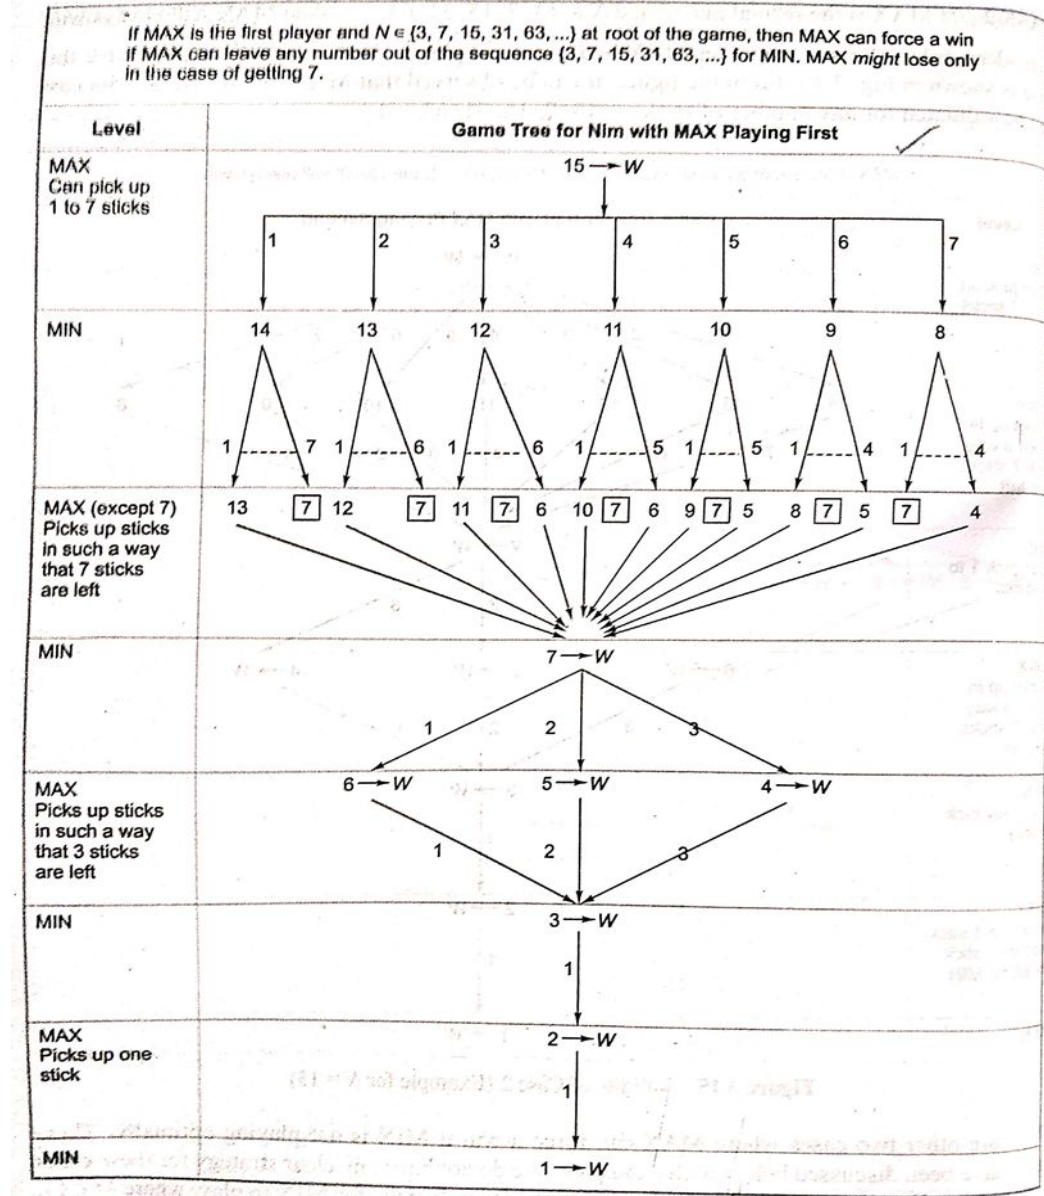 If MAX is the first player and N ∈ {3, 7, 15, 31, 63, ...} at root of the game, then MAX can force a win
if MAX can leave any number out of the sequence {3, 7, 15, 31, 63, ...} for MIN. MAX might lose only
in the case of getting 7.
Level
Game Tree for Nim with MAX Playing First
MAX
Can pick up
1 to 7 sticks
15 → W
1 2 3 4 5 6 7
MIN
14 13 12 11 10 9 8
1 7 1 6 1 6 1 5 1 5 1 4 1 4
MAX (except 7)
Picks up sticks
in such a way
that 7 sticks
are left
13 7 12 7 11 7 6 10 7 6 9 7 5 8 7 5 7 4
MIN
7 → W
1 2 3
6 → W 5 → W 4 → W
MAX
Picks up sticks
in such a way
that 3 sticks
are left
1 2 3
MIN
3 → W
1
MAX
Picks up one
stick
2 → W
1
MIN
1 → W